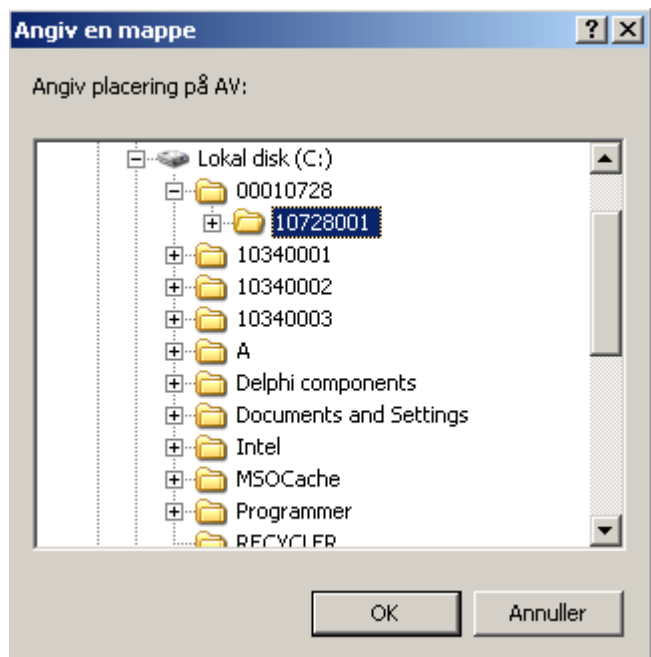 Angiv en mappe
Angiv placering på AV:
Lokal disk (C:)
00010728
10728001
10340001
10340002
10340003
A
Delphi components
Documents and Settings
Intel
MSOCache
Programmer
RECYCLER
OK
Annuller